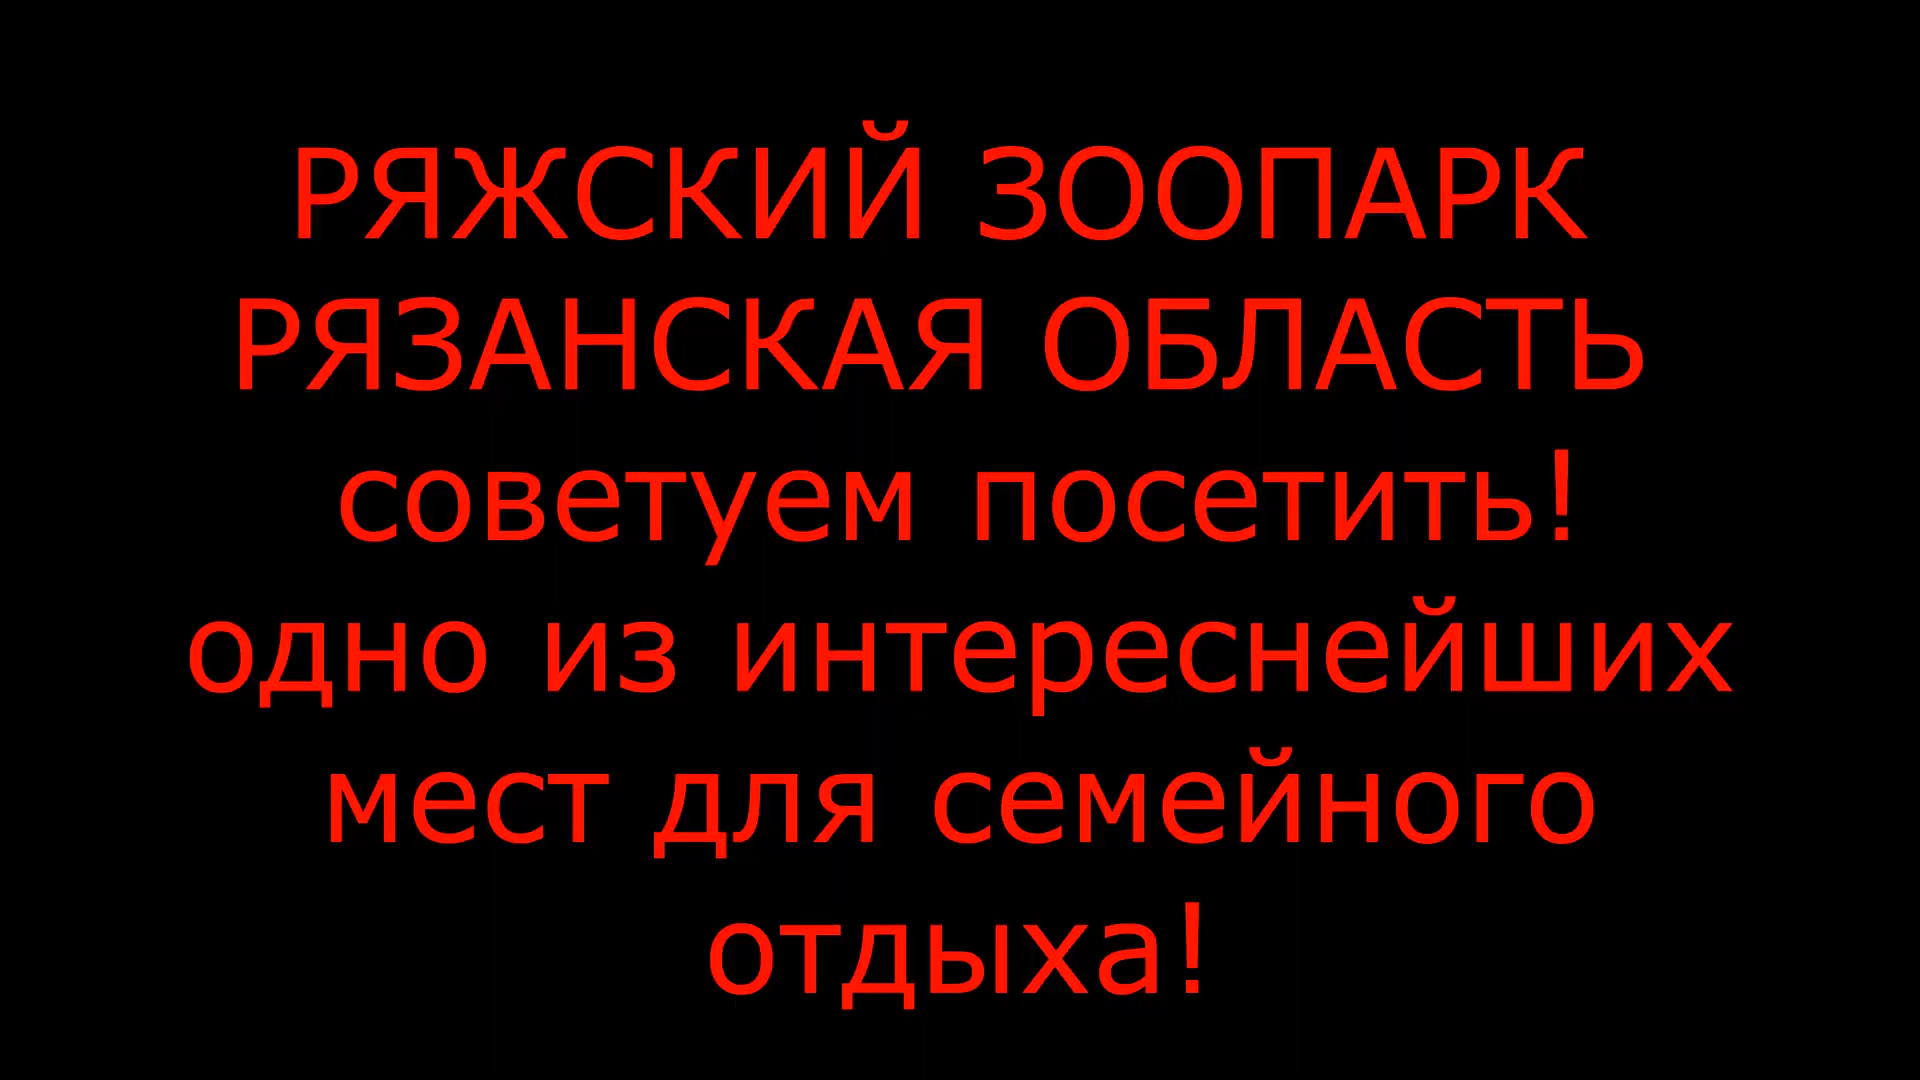 РЯЖСКИЙ ЗООПАРК
РЯЗАНСКАЯ ОБЛАСТЬ
советуем посетить!
одно из интереснейших
мест для семейного
отдыха!